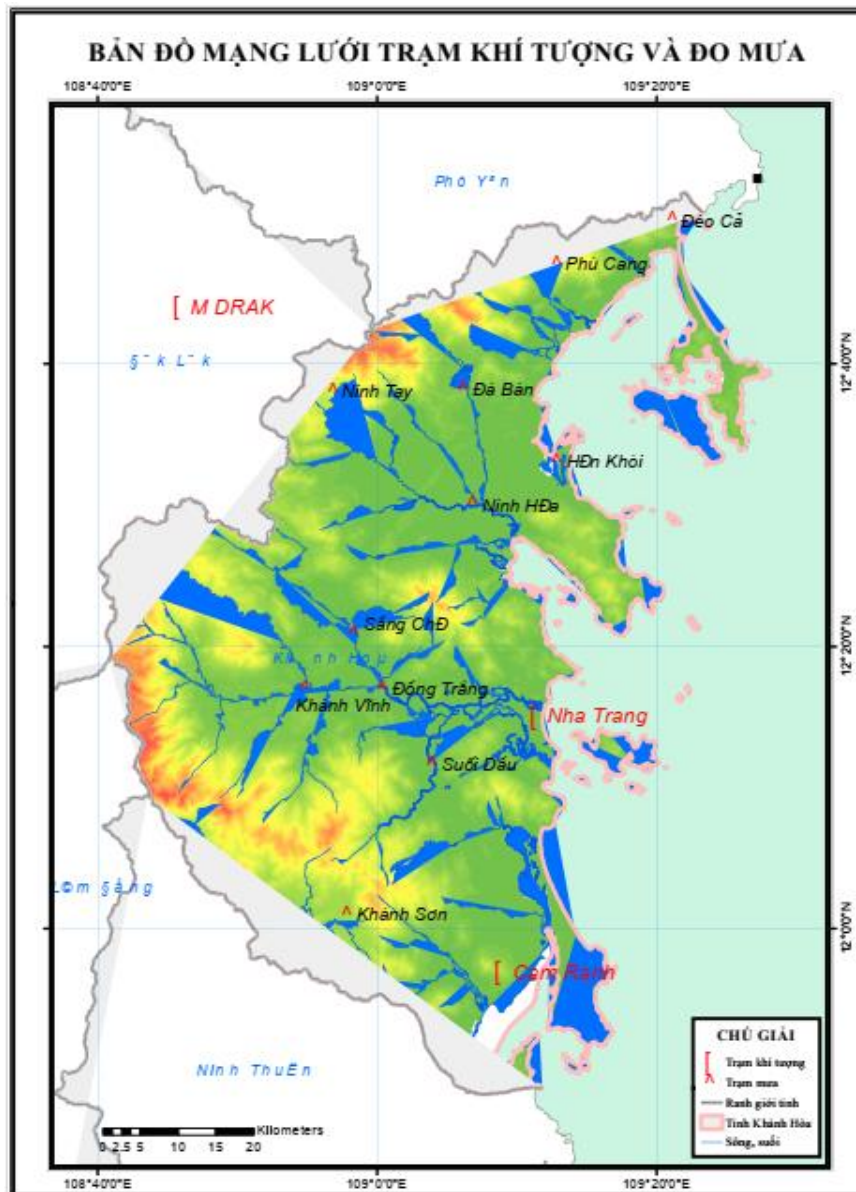 BẢN ĐỒ MẠNG LƯỚI TRẠM KHÍ TƯỢNG VÀ ĐO MƯA
108°40'0"E 109°0'0"E 109°20'0"E
Phó Yªn
Đèo Cả
Phú Cang
[ M DRAK
§¨k L¨k
12°40'0"N
Ninh Tay
Đá Bàn
HĐn Khói
Ninh HĐa
Sảng ChĐ
12°20'0"N
Đồng Trăng
Khánh Vĩnh
[ Nha Trang
Suối Dầu
L©m §ång
Khánh Sơn
12°0'0"N
[ Cam Ranh
CHÚ GIẢI
[ Trạm khí tượng
^ Trạm mưa
Ranh giới tỉnh
Tỉnh Khánh Hòa
Sông, suối
Ninh ThuËn
Kilometers
0 2.5 5 10 15 20
108°40'0"E 109°0'0"E 109°20'0"E